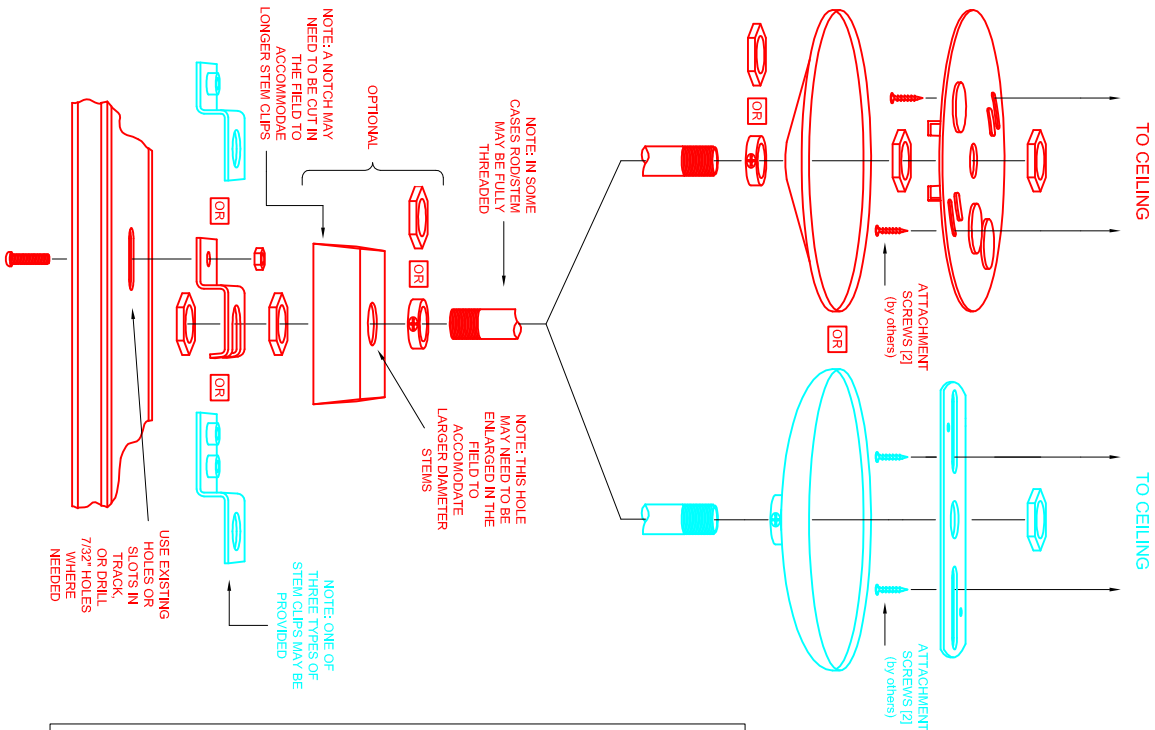 TO CEILING
TO CEILING
ATTACHMENT
SCREWS [2]
(by others)
ATTACHMENT
SCREWS [2]
(by others)
OR
OR
NOTE: IN SOME
CASES ROD/STEM
MAY BE FULLY
THREADED
OPTIONAL
OR
NOTE: A NOTCH MAY
NEED TO BE CUT IN
THE FIELD TO
ACCOMMODAE
LONGER STEM CLIPS
NOTE: THIS HOLE
MAY NEED TO BE
ENLARGED IN THE
FIELD TO
ACCOMODATE
LARGER DIAMETER
STEMS
OR
OR
NOTE: ONE OF
THREE TYPES OF
STEM CLIPS MAY BE
PROVIDED
USE EXISTING
HOLES OR
SLOTS IN
TRACK,
OR DRILL
7/32" HOLES
WHERE
NEEDED